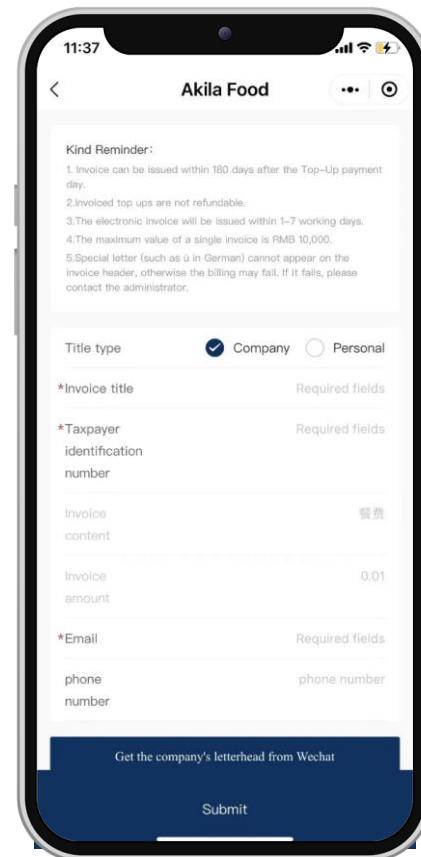 11:37
Akila Food
Kind Reminder:
1. Invoice can be issued within 180 days after the Top-Up payment
day.
2.Invoiced top ups are not refundable.
3.The electronic invoice will be issued within 1-7 working days.
4.The maximum value of a single invoice is RMB 10,000.
5.Special letter (such as ü in German) cannot appear on the
invoice header, otherwise the billing may fail. If it fails, please
contact the administrator.
Title type Company Personal
*Invoice title Required fields
*Taxpayer Required fields
identification
number
Invoice 餐费
content
Invoice 0.01
amount
*Email Required fields
phone phone number
number
Get the company's letterhead from Wechat
Submit